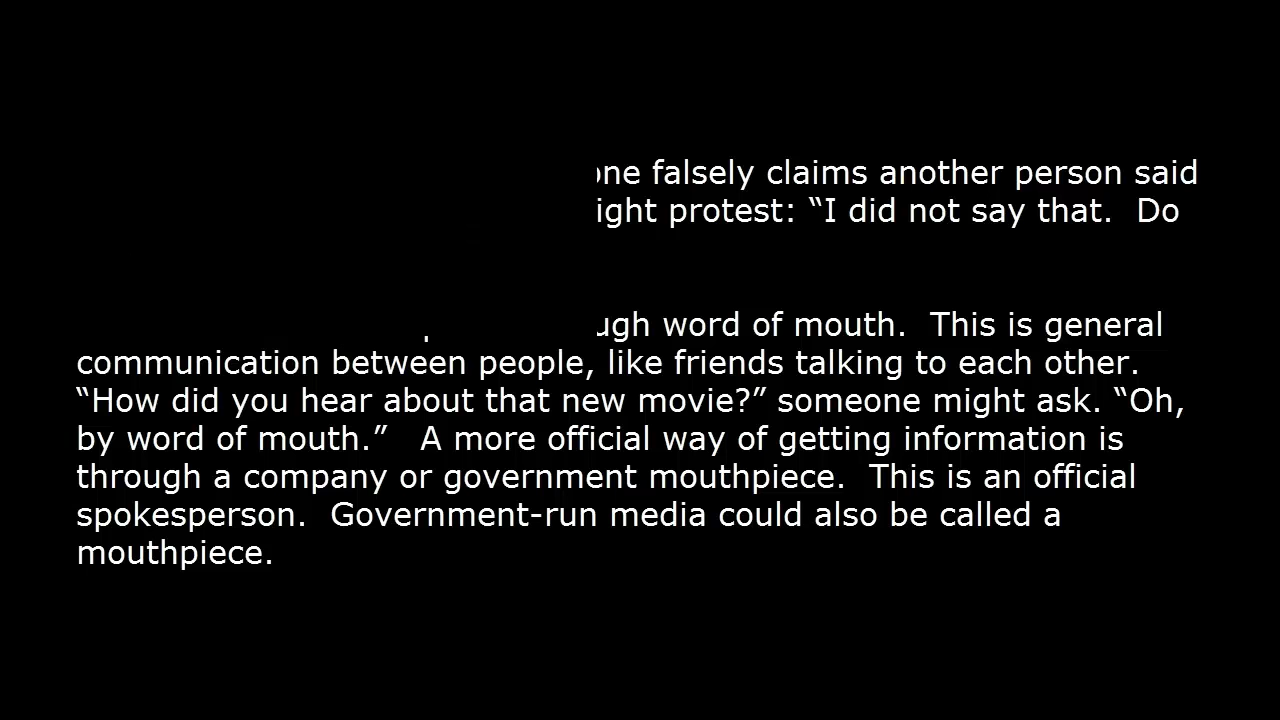 one falsely claims another person said
ight protest: “I did not say that.  Do
ugh word of mouth.  This is general
communication between people, like friends talking to each other.
“How did you hear about that new movie?” someone might ask. “Oh,
by word of mouth.”   A more official way of getting information is
through a company or government mouthpiece.  This is an official
spokesperson.  Government-run media could also be called a
mouthpiece.